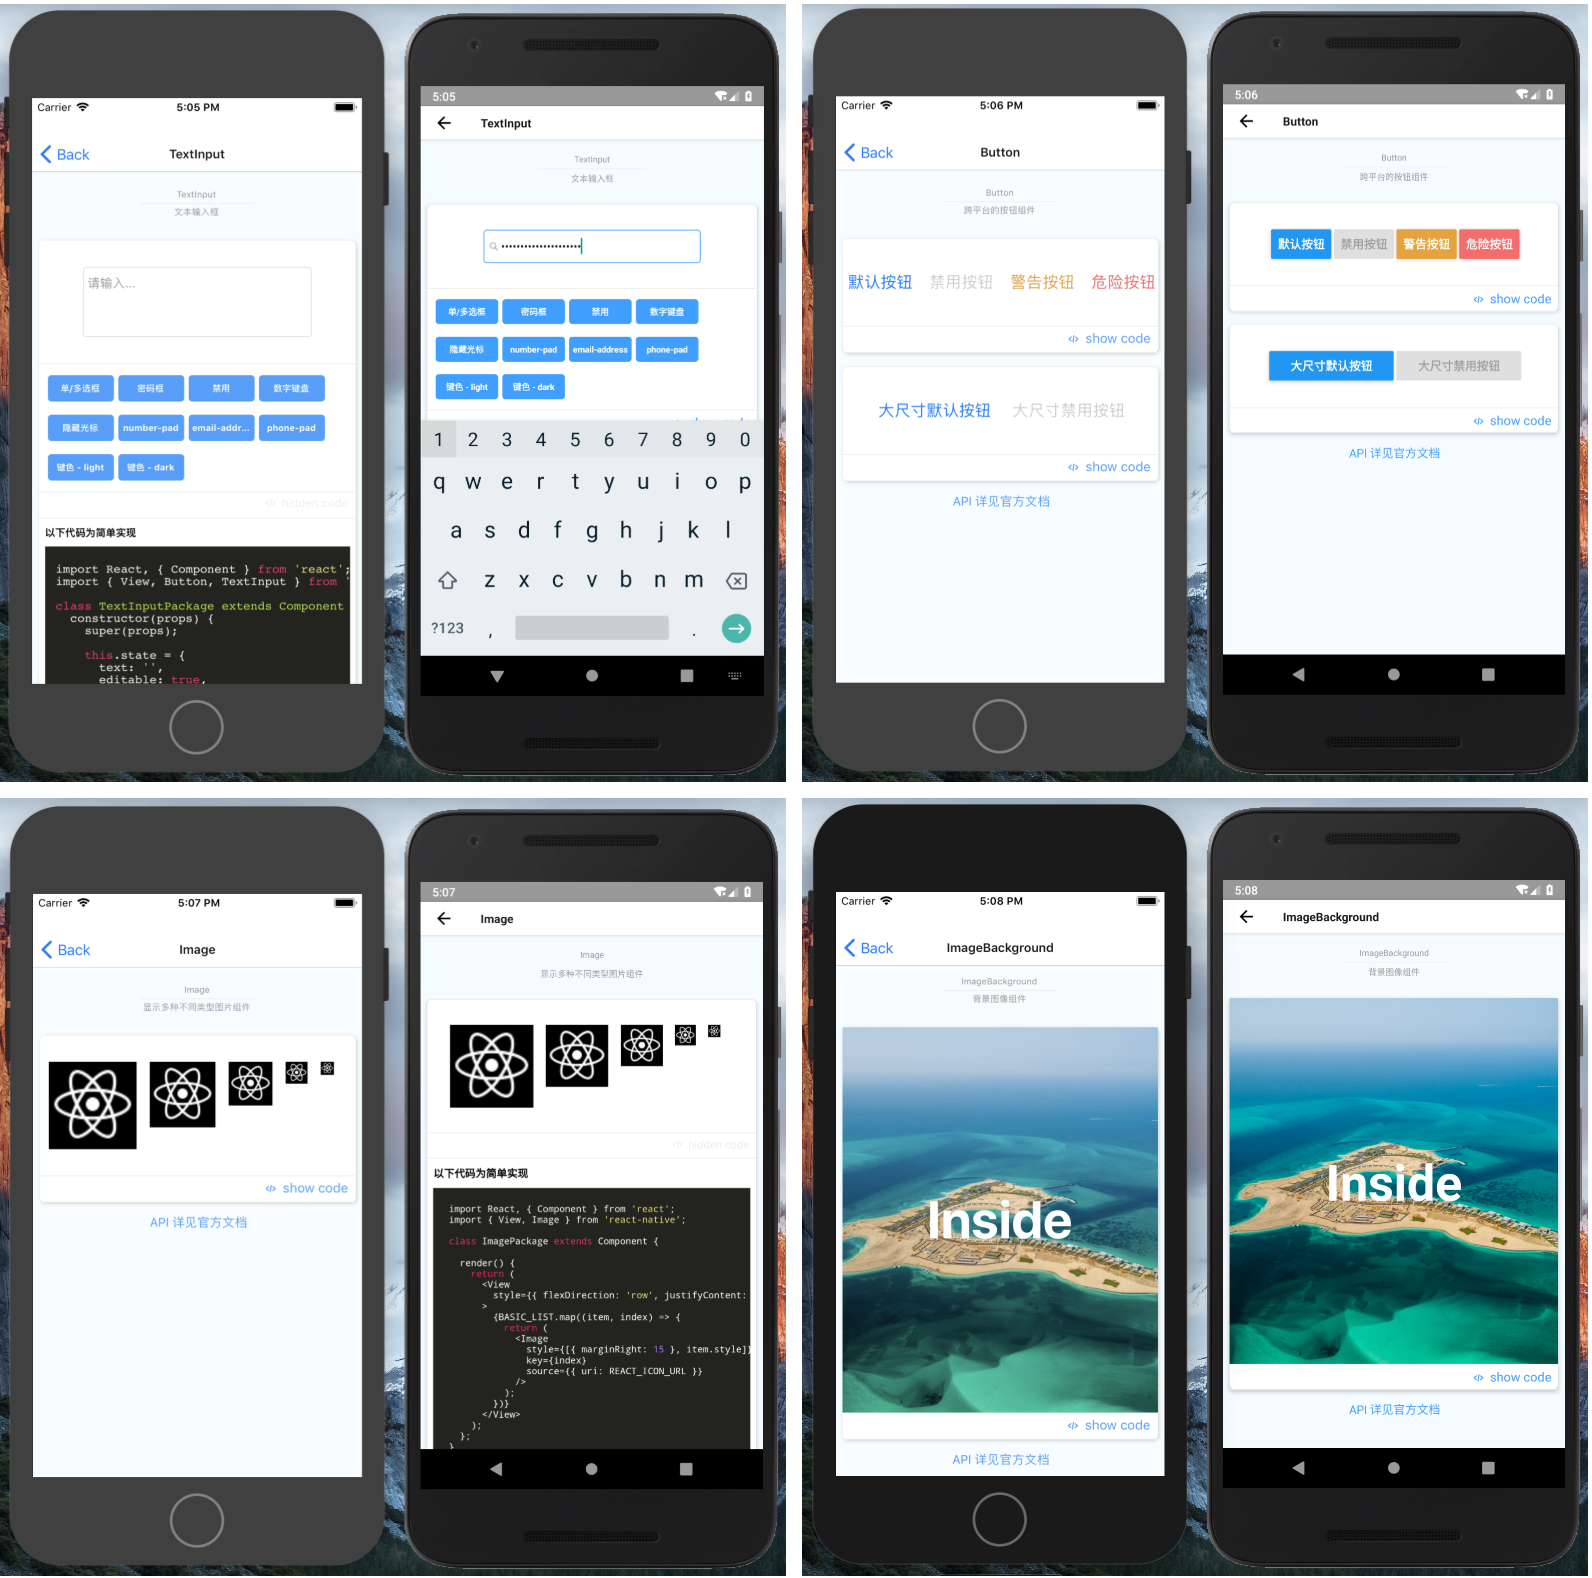 Carrier 5:05 PM
Back TextInput
TextInput
文本输入框
请输入...
单/多选框 密码框 禁用 数字键盘
隐藏光标 number-pad email-addr... phone-pad
键色 - light 键色 - dark
hidden code
以下代码为简单实现
import React, { Component } from 'react';
import { View, Button, TextInput } from '
class TextInputPackage extends Component
constructor(props) {
super(props);
this.state = {
text: '',
editable: true,
5:05
TextInput
TextInput
文本输入框
••••••••••••••••••••
单/多选框 密码框 禁用 数字键盘
隐藏光标 number-pad email-address phone-pad
键色 - light 键色 - dark
1 2 3 4 5 6 7 8 9 0
q w e r t y u i o p
a s d f g h j k l
z x c v b n m
?123 , .
Carrier 5:06 PM
Back Button
Button
跨平台的按钮组件
默认按钮 禁用按钮 警告按钮 危险按钮
</> show code
大尺寸默认按钮 大尺寸禁用按钮
</> show code
API 详见官方文档
5:06
Button
Button
跨平台的按钮组件
默认按钮 禁用按钮 警告按钮 危险按钮
</> show code
大尺寸默认按钮 大尺寸禁用按钮
</> show code
API 详见官方文档
Carrier 5:07 PM
Back Image
Image
显示多种不同类型图片组件
</> show code
API 详见官方文档
5:07
Image
Image
显示多种不同类型图片组件
</> hidden code
以下代码为简单实现
import React, { Component } from 'react';
import { View, Image } from 'react-native';
class ImagePackage extends Component {
render() {
return (
<View
style={{ flexDirection: 'row', justifyContent:
>
{BASIC_LIST.map((item, index) => {
return (
<Image
style={[{ marginRight: 15 }, item.style]}
key={index}
source={{ uri: REACT_ICON_URL }}
/>
);
})}
</View>
);
};
}
Carrier 5:08 PM
Back ImageBackground
ImageBackground
背景图像组件
Inside
</> show code
API 详见官方文档
5:08
ImageBackground
ImageBackground
背景图像组件
Inside
</> show code
API 详见官方文档